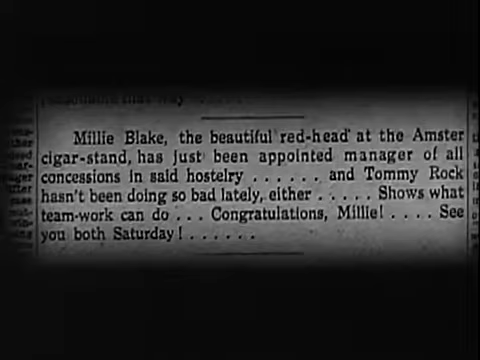 Millie Blake, the beautiful red-head at the Amster
cigar-stand, has just been appointed manager of all
concessions in said hostelry . . . . . . and Tommy Rock
hasn't been doing so bad lately, either . . . . . Shows what
team-work can do . . . Congratulations, Millie! . . . . See
you both Saturday! . . . . . .